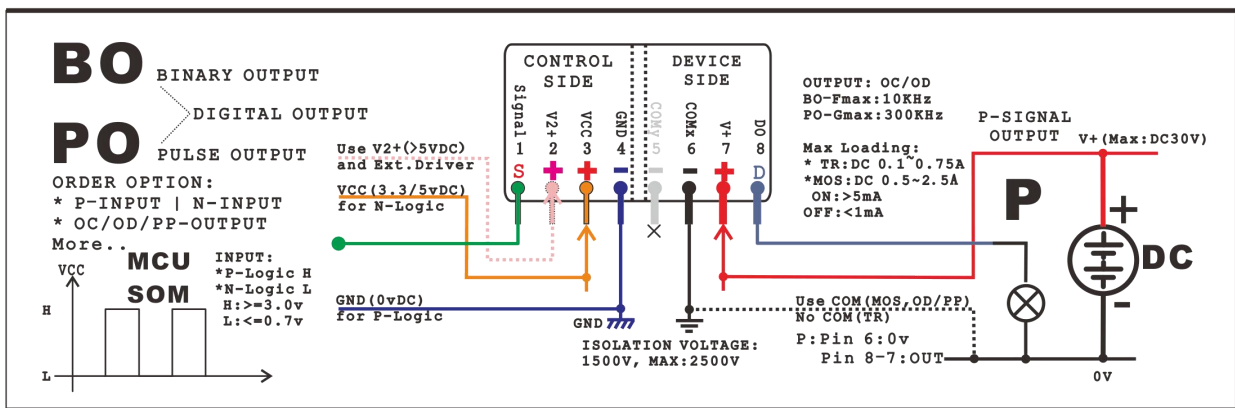 BO BINARY OUTPUT
DIGITAL OUTPUT
PO PULSE OUTPUT
ORDER OPTION:
* P-INPUT | N-INPUT
* OC/OD/PP-OUTPUT
More..
VCC
H
L
MCU
SOM
INPUT:
*P-Logic H
*N-Logic L
H:>=3.0v
L:<=0.7v
Use V2+(>5VDC)
and Ext.Driver
VCC(3.3/5vDC)
for N-Logic
GND(0vDC)
for P-Logic
CONTROL
SIDE
DEVICE
SIDE
Signal 1
V2+ 2
VCC 3
GND 4
COMv 5
COMx 6
V+ 7
DO 8
S
+
+
-
-
-
+
D
GND
ISOLATION VOLTAGE:
1500V, MAX:2500V
OUTPUT: OC/OD
BO-Fmax:10KHz
PO-Gmax:300KHz
Max Loading:
* TR:DC 0.1~0.75A
*MOS:DC 0.5~2.5A
ON:>5mA
OFF:<1mA
P-SIGNAL
OUTPUT
V+(Max:DC30V)
P
+
DC
-
Use COM(MOS,OD/PP)
No COM(TR)
P:Pin 6:0v
Pin 8-7:OUT
0V